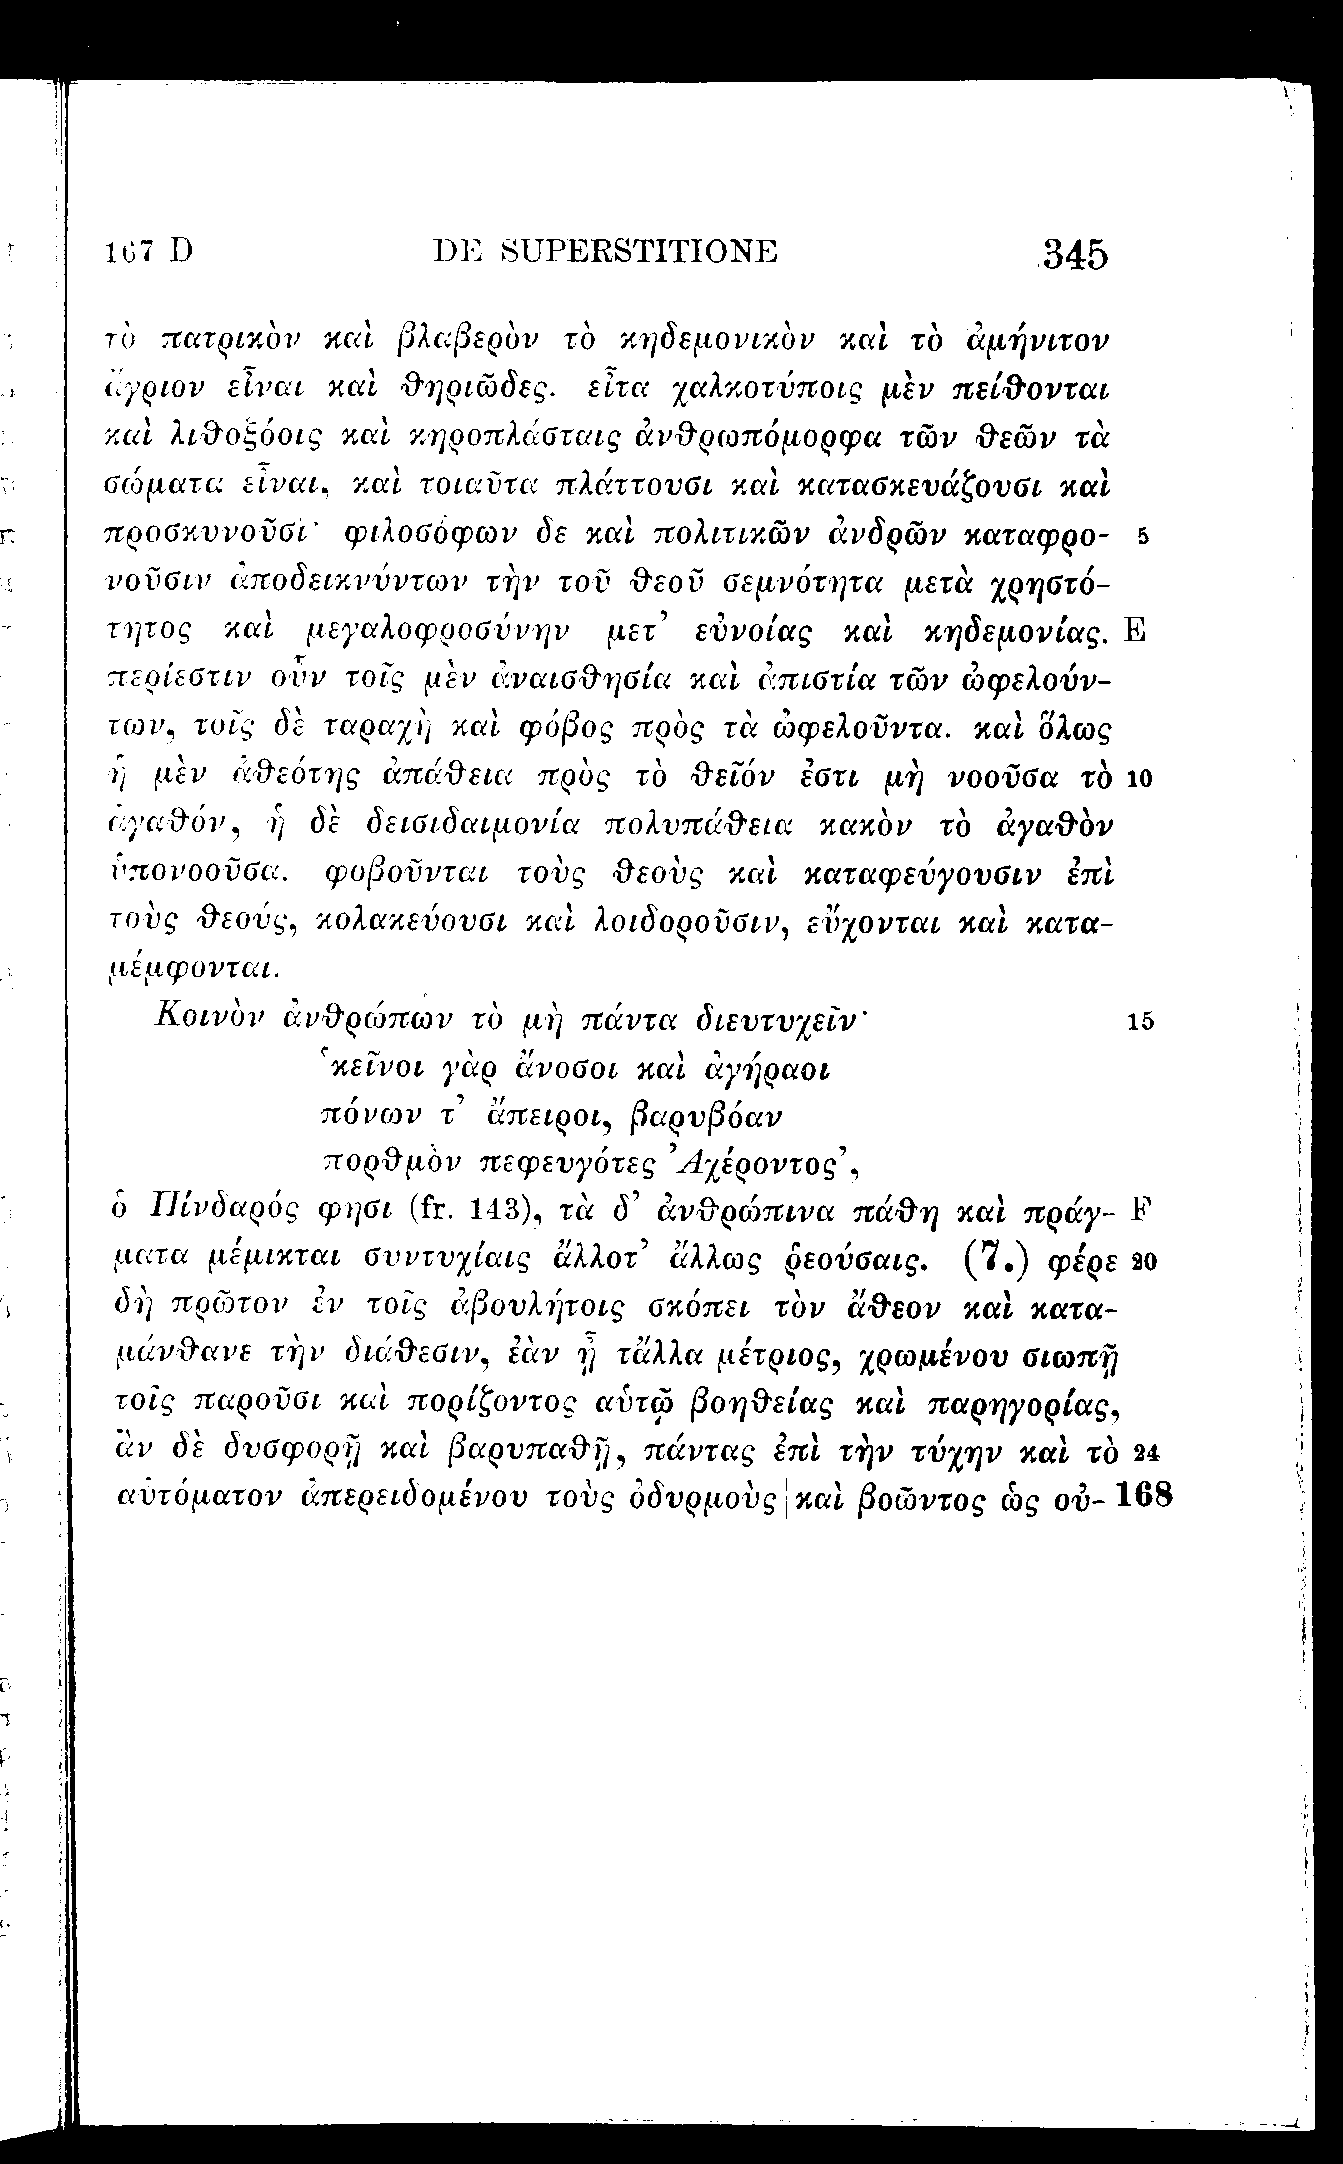 167 D DE SUPERSTITIONE 345
τὸ πατρικὸν καὶ βλαβερὸν τὸ κηδεμονικὸν καὶ τὸ ἀμήνιτον
ἄγριον εἶναι καὶ θηριῶδες. εἶτα χαλκοτύποις μὲν πείθονται
καὶ λιθοξόοις καὶ κηροπλάσταις ἀνθρωπόμορφα τῶν θεῶν τὰ
σώματα εἶναι, καὶ τοιαῦτα πλάττουσι καὶ κατασκευάζουσι καὶ
προσκυνοῦσι· φιλοσόφων δὲ καὶ πολιτικῶν ἀνδρῶν καταφρο- 5
νοῦσιν ἀποδεικνύντων τὴν τοῦ θεοῦ σεμνότητα μετὰ χρηστό-
τητος καὶ μεγαλοφροσύνην μετ’ εὐνοίας καὶ κηδεμονίας. E
περίεστιν οὖν τοῖς μὲν ἀναισθησία καὶ ἀπιστία τῶν ὠφελούν-
των, τοῖς δὲ ταραχὴ καὶ φόβος πρὸς τὰ ὠφελοῦντα. καὶ ὅλως
ἡ μὲν ἀθεότης ἀπάθεια πρὸς τὸ θεῖόν ἐστι μὴ νοοῦσα τὸ 10
ἀγαθόν, ἡ δὲ δεισιδαιμονία πολυπάθεια κακὸν τὸ ἀγαθὸν
ὑπονοοῦσα. φοβοῦνται τοὺς θεοὺς καὶ καταφεύγουσιν ἐπὶ
τοὺς θεούς, κολακεύουσι καὶ λοιδοροῦσιν, εὔχονται καὶ κατα-
μέμφονται.
Κοινὸν ἀνθρώπων τὸ μὴ πάντα διευτυχεῖν· 15
‘κεῖνοι γὰρ ἄνοσοι καὶ ἀγήραοι
πόνων τ’ ἄπειροι, βαρυβόαν
πορθμὸν πεφευγότες Ἀχέροντος’,
ὁ Πίνδαρός φησι (fr. 143), τὰ δ’ ἀνθρώπινα πάθη καὶ πράγ- F
ματα μέμικται συντυχίαις ἄλλοτ’ ἄλλως ῥεούσαις. (7.) φέρε 20
δὴ πρῶτον ἐν τοῖς ἀβουλήτοις σκόπει τὸν ἄθεον καὶ κατα-
μάνθανε τὴν διάθεσιν, ἐὰν ᾖ τἄλλα μέτριος, χρωμένου σιωπῇ
τοῖς παροῦσι καὶ πορίζοντος αὑτῷ βοηθείας καὶ παρηγορίας,
ἂν δὲ δυσφορῇ καὶ βαρυπαθῇ, πάντας ἐπὶ τὴν τύχην καὶ τὸ 24
αὐτόματον ἀπερειδομένου τοὺς ὀδυρμοὺς | καὶ βοῶντος ὡς οὐ- 168